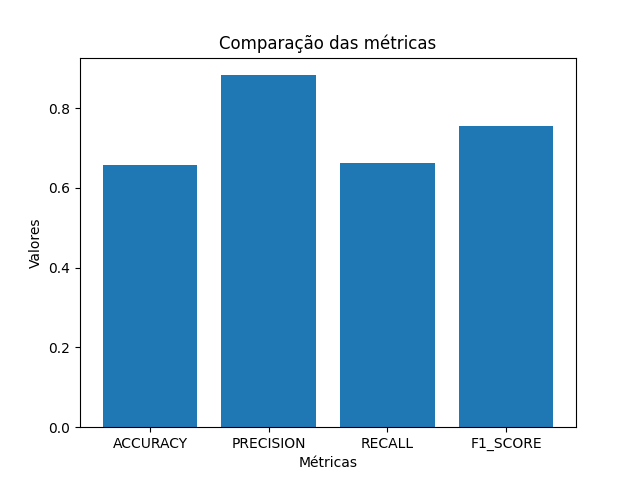 Comparação das métricas
Valores
0.8
0.6
0.4
0.2
0.0
ACCURACY PRECISION RECALL F1_SCORE
Métricas